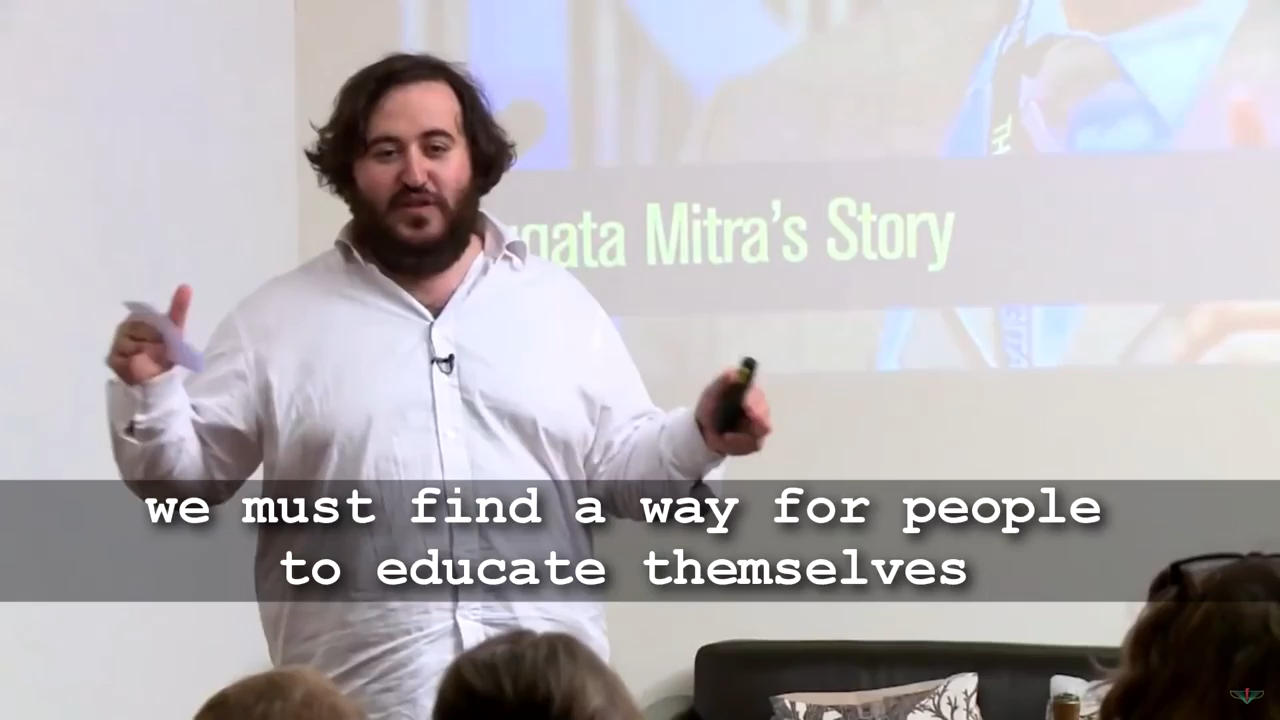 Mitra's Story
we must find a way for people
to educate themselves